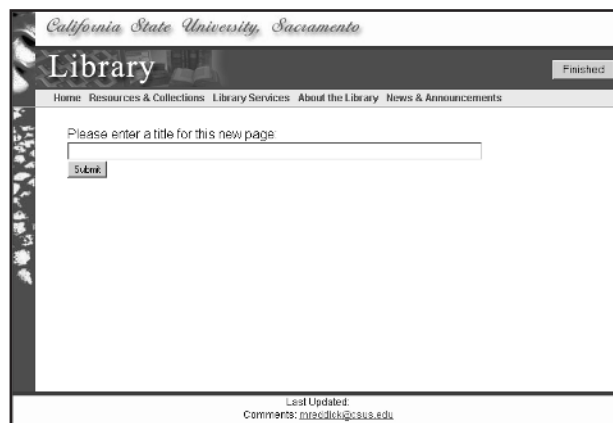 California State University, Sacramento
Library
Finished
Home Resources & Collections Library Services About the Library News & Announcements
Please enter a title for this new page:
Submit
Last Updated:
Comments: mreddick@csus.edu